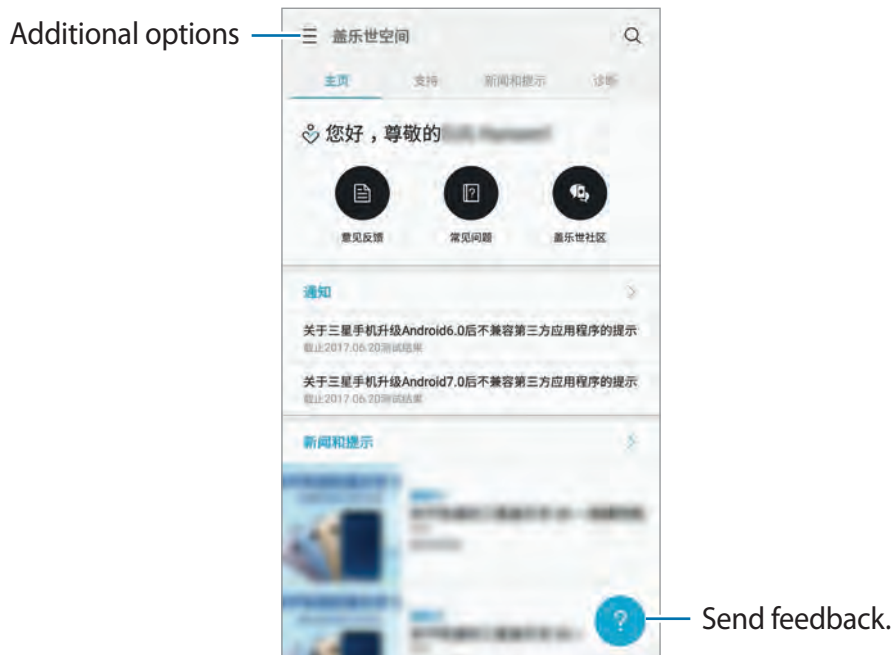 Additional options
盖乐世空间
主页 支持 新闻和提示 诊断
您好，尊敬的
意见反馈 常见问题 盖乐世社区
通知
关于三星手机升级Android6.0后不兼容第三方应用程序的提示
截止2017.06.20测试结果
关于三星手机升级Android7.0后不兼容第三方应用程序的提示
截止2017.06.20测试结果
新闻和提示
?
Send feedback.